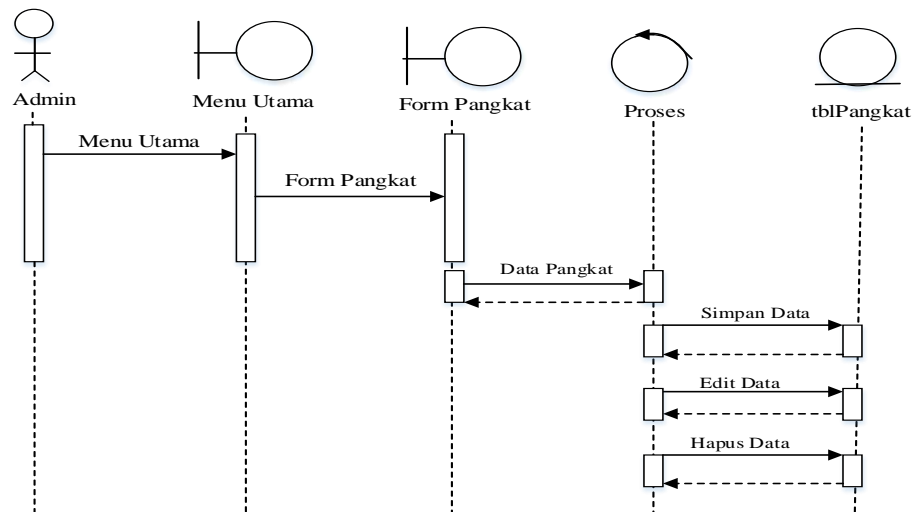 Admin
Menu Utama
Form Pangkat
Proses
tblPangkat
Menu Utama
Form Pangkat
Data Pangkat
Simpan Data
Edit Data
Hapus Data